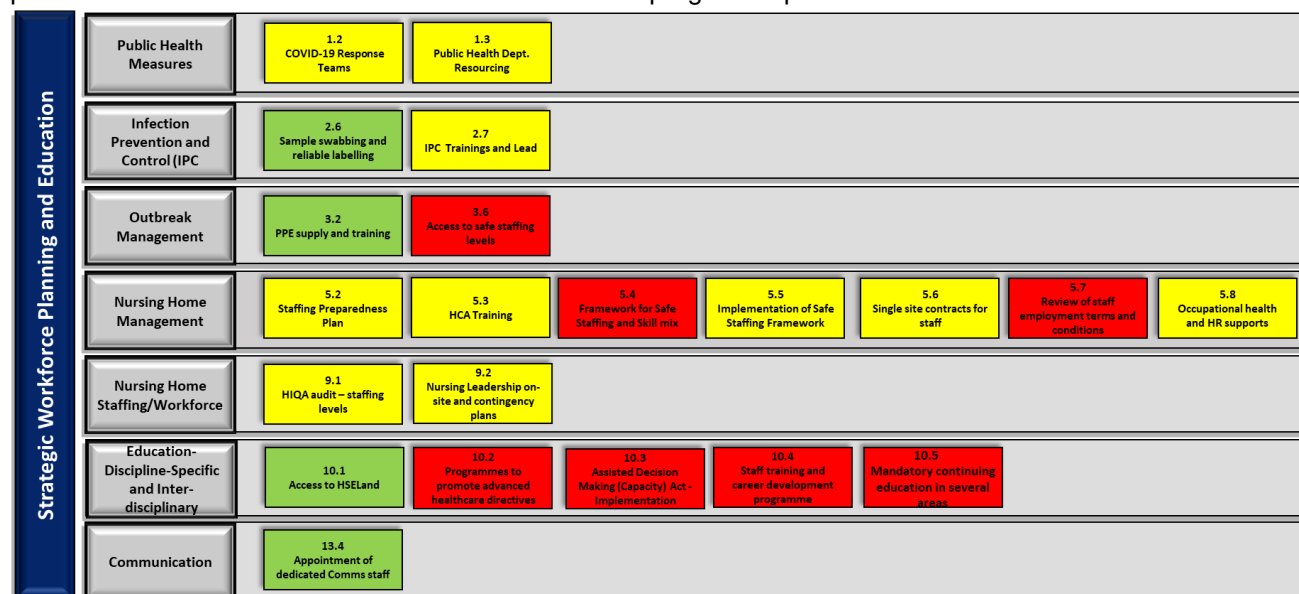 Strategic Workforce Planning and Education
Public Health
Measures
1.2
COVID-19 Response
Teams
1.3
Public Health Dept.
Resourcing
Infection
Prevention and
Control (IPC
2.6
Sample swabbing and
reliable labelling
2.7
IPC Trainings and Lead
Outbreak
Management
3.2
PPE supply and training
3.6
Access to safe staffing
levels
Nursing Home
Management
5.2
Staffing Preparedness
Plan
5.3
HCA Training
5.4
Framework for Safe
Staffing and Skill mix
5.5
Implementation of Safe
Staffing Framework
5.6
Single site contracts for
staff
5.7
Review of staff
employment terms and
conditions
5.8
Occupational health
and HR supports
Nursing Home
Staffing/Workforce
9.1
HIQA audit – staffing
levels
9.2
Nursing Leadership on-
site and contingency
plans
Education-
Discipline-Specific
and Inter-
disciplinary
10.1
Access to HSELand
10.2
Programmes to
promote advanced
healthcare directives
10.3
Assisted Decision
Making (Capacity) Act -
Implementation
10.4
Staff training and
career development
programme
10.5
Mandatory continuing
education in several
areas
Communication
13.4
Appointment of
dedicated Comms staff